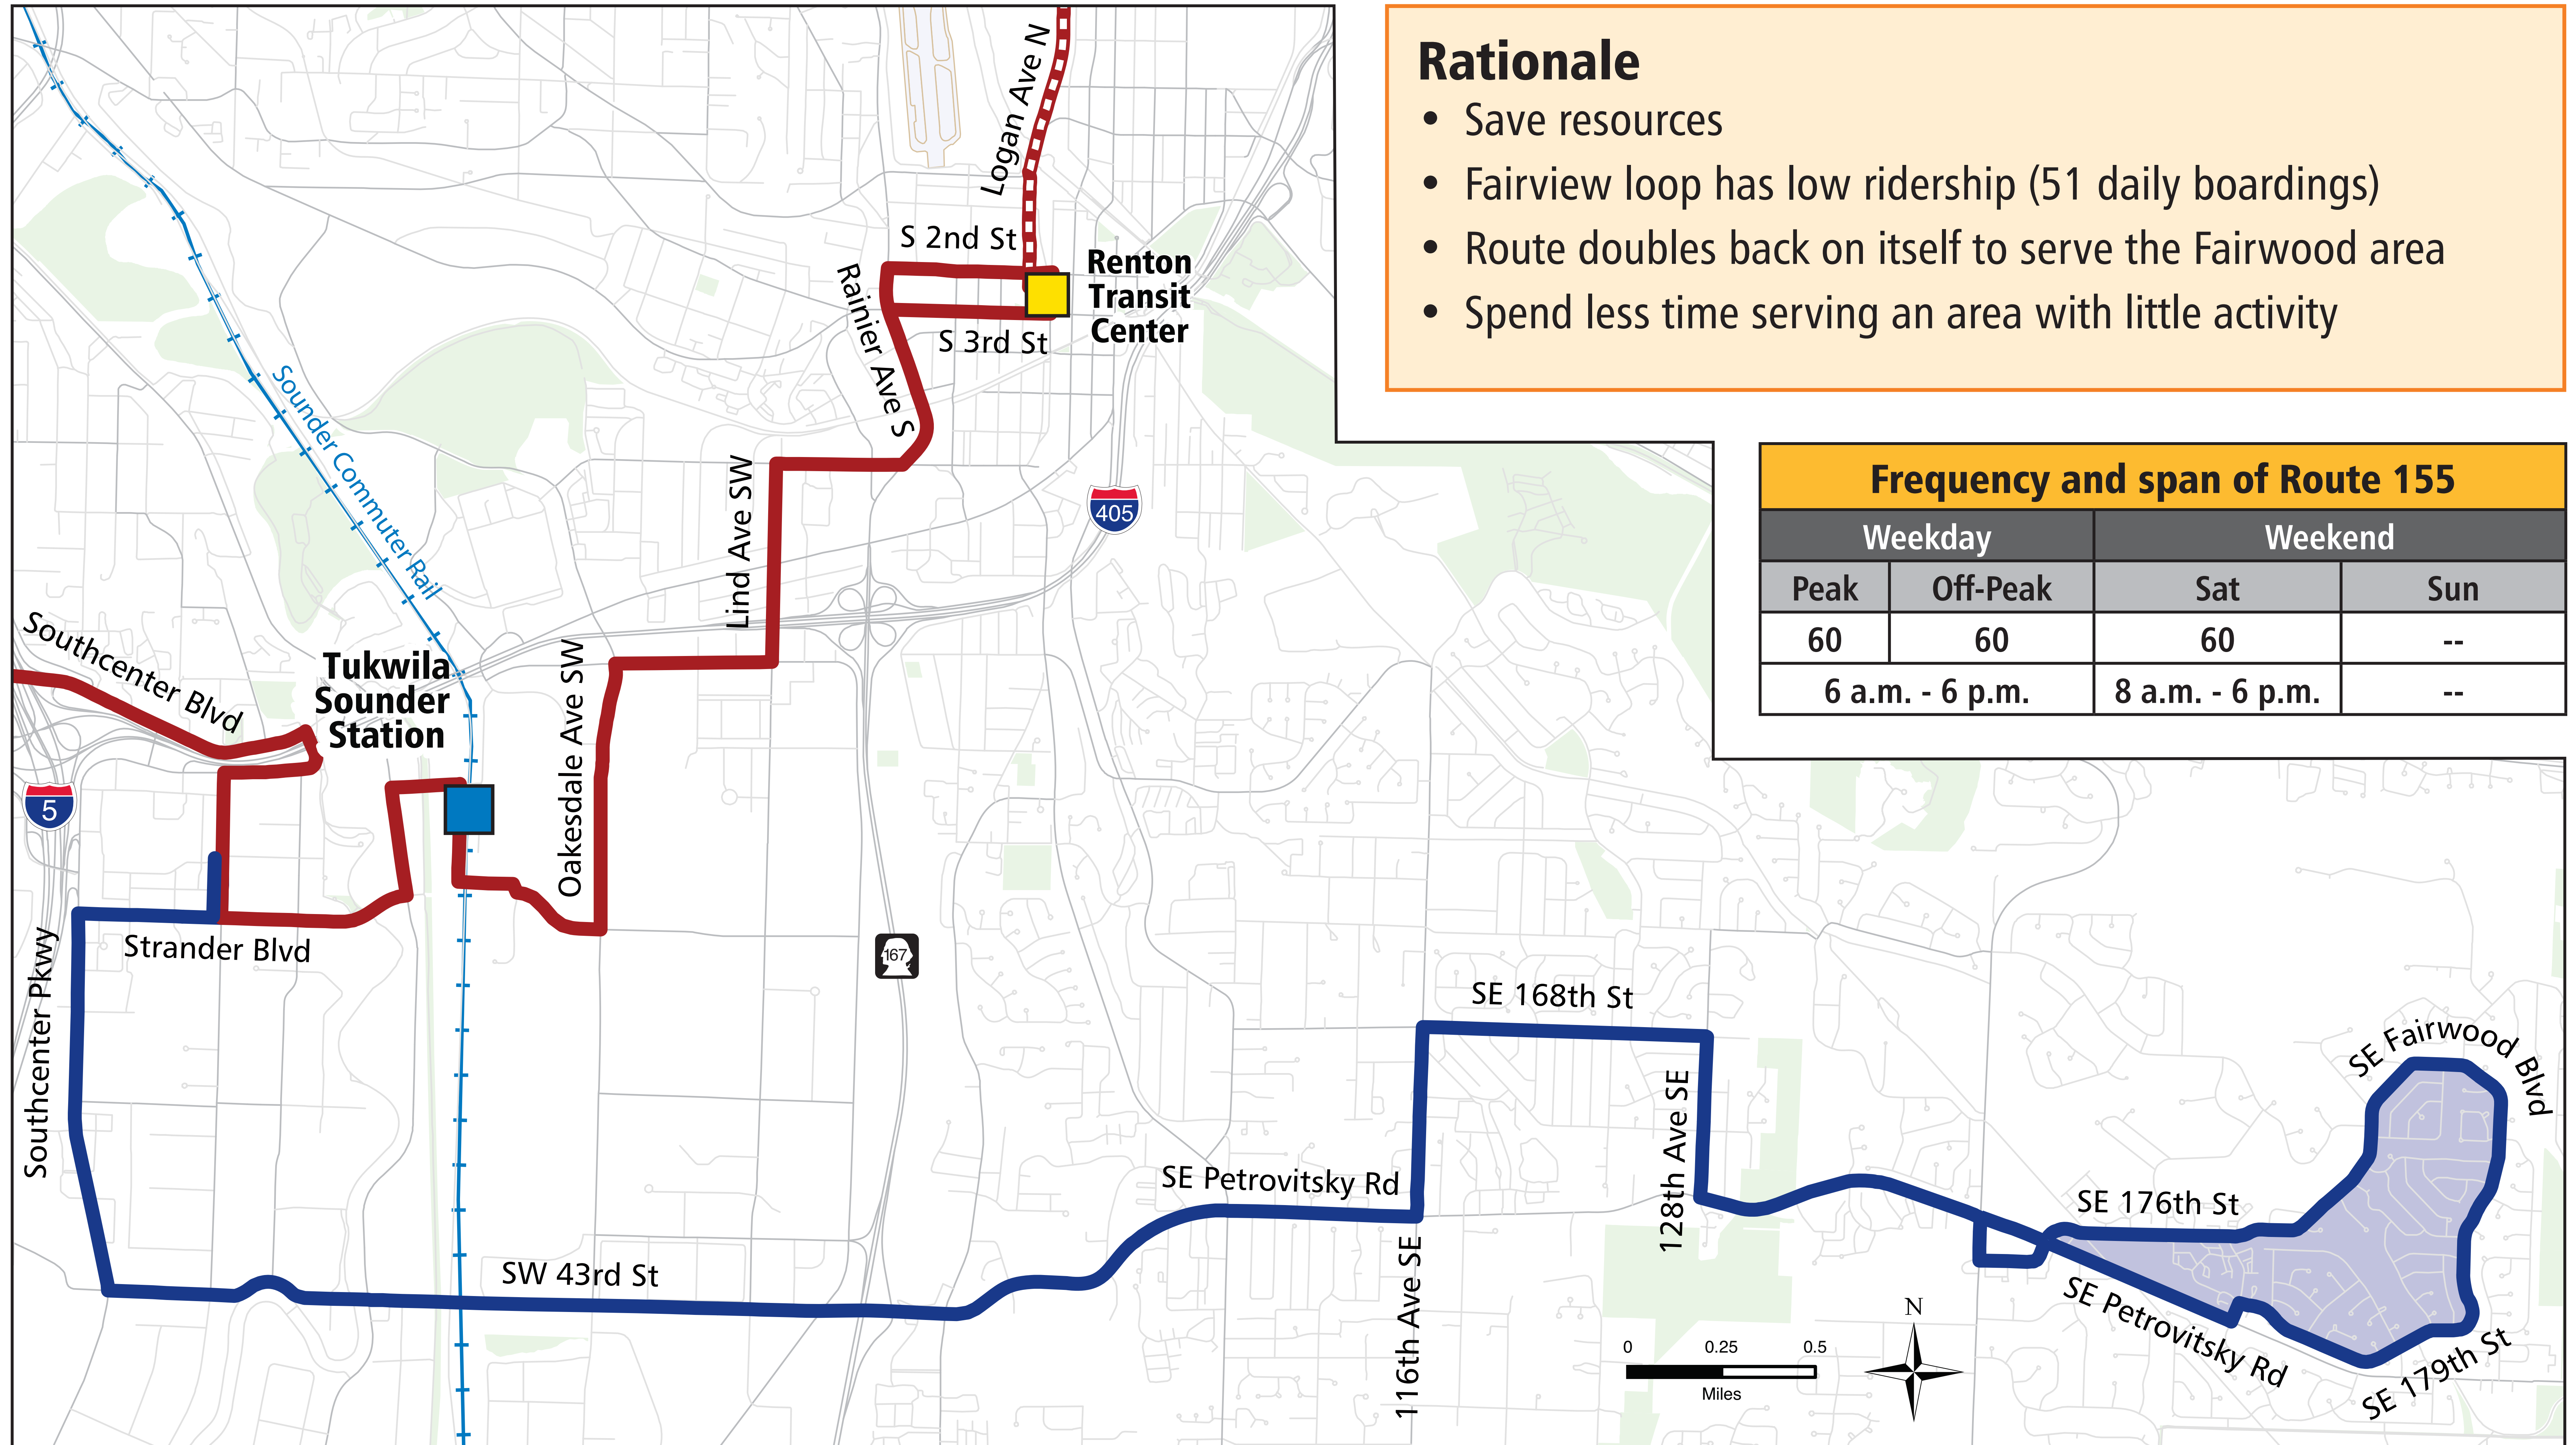 Rationale
• Save resources
• Fairview loop has low ridership (51 daily boardings)
• Route doubles back on itself to serve the Fairwood area
• Spend less time serving an area with little activity
Frequency and span of Route 155
Weekday Weekend
Peak Off-Peak Sat Sun
60 60 60 --
6 a.m. - 6 p.m. 8 a.m. - 6 p.m. --
Logan Ave N
S 2nd St
Renton
Transit
Center
S 3rd St
Rainier Ave S
Sounder Commuter Rail
Lind Ave SW
405
Southcenter Blvd
Tukwila
Sounder
Station
Oakesdale Ave SW
5
Strander Blvd
Southcenter Pkwy
167
SE 168th St
128th Ave SE
SE Petrovitsky Rd
116th Ave SE
SW 43rd St
SE Fairwood Blvd
SE 176th St
SE Petrovitsky Rd
SE 179th St
0 0.25 0.5
Miles
N